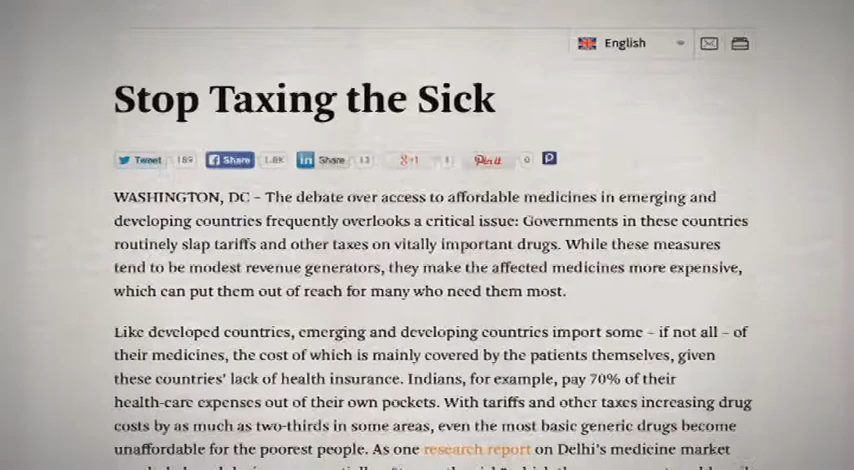 English
Stop Taxing the Sick
Tweet 189 Share 1.8K Share 13 +1 1 Pin it 0
WASHINGTON, DC – The debate over access to affordable medicines in emerging and
developing countries frequently overlooks a critical issue: Governments in these countries
routinely slap tariffs and other taxes on vitally important drugs. While these measures
tend to be modest revenue generators, they make the affected medicines more expensive,
which can put them out of reach for many who need them most.
Like developed countries, emerging and developing countries import some – if not all – of
their medicines, the cost of which is mainly covered by the patients themselves, given
these countries' lack of health insurance. Indians, for example, pay 70% of their
health-care expenses out of their own pockets. With tariffs and other taxes increasing drug
costs by as much as two-thirds in some areas, even the most basic generic drugs become
unaffordable for the poorest people. As one research report on Delhi's medicine market